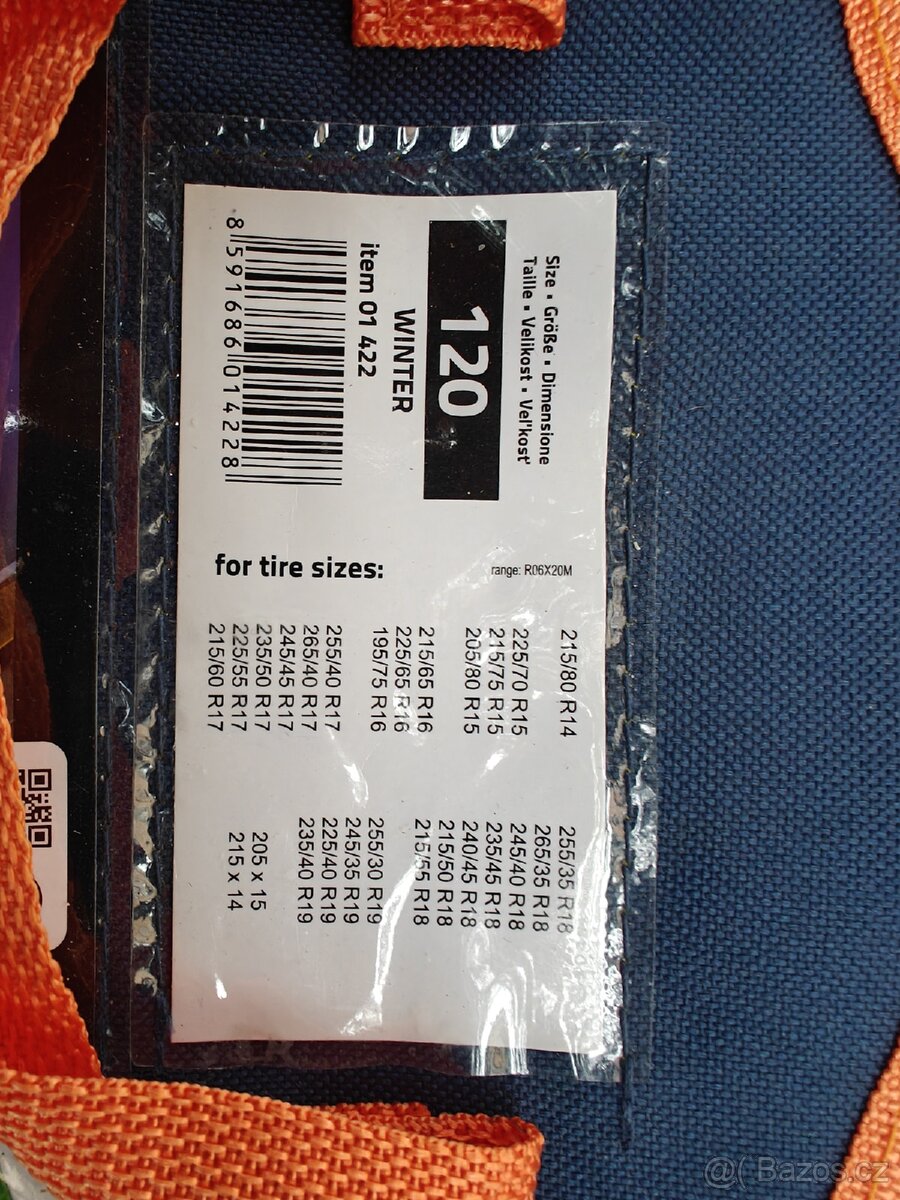 Size • Größe • Dimensione
Taille • Velikost • Veľkosť
120
WINTER
item 01 422
8 591686 014228
range: R06X20M
for tire sizes:
215/80 R14
225/70 R15
215/75 R15
205/80 R15
215/65 R16
225/65 R16
195/75 R16
255/40 R17
265/40 R17
245/45 R17
235/50 R17
225/55 R17
215/60 R17
255/35 R18
265/35 R18
245/40 R18
235/45 R18
240/45 R18
215/50 R18
215/55 R18
255/30 R19
245/35 R19
225/40 R19
235/40 R19
205 x 15
215 x 14
@( Bazos.cz